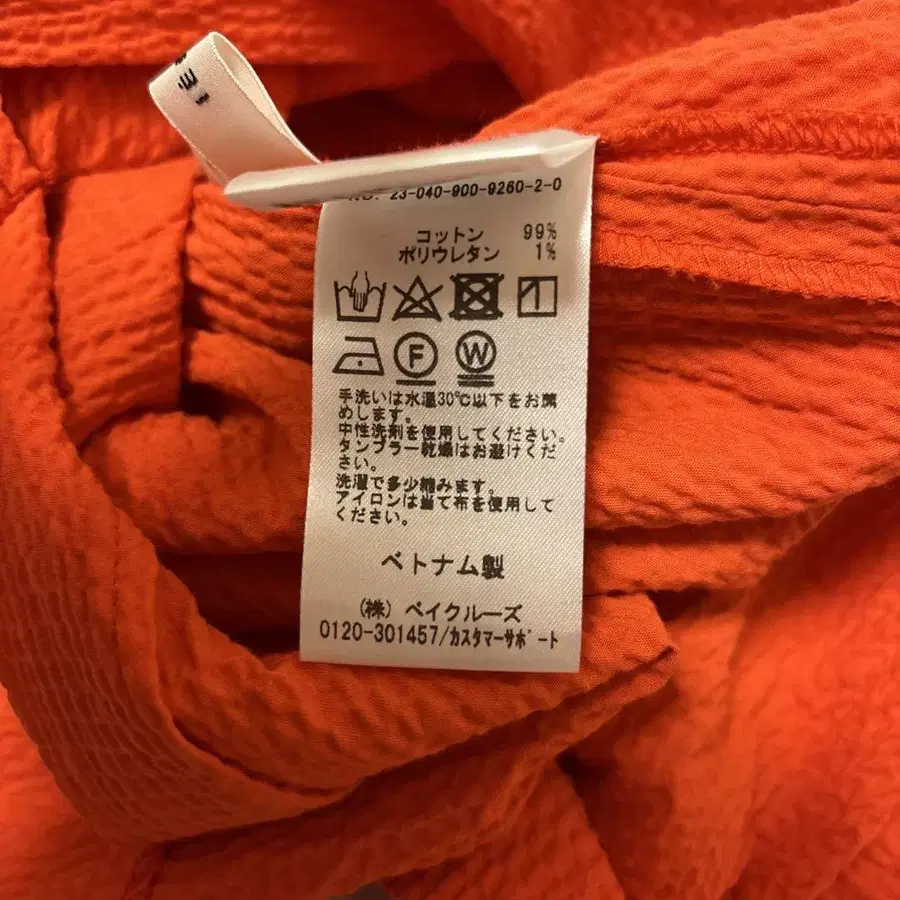 NO. 23-040-900-9260-2-0
コットン 99%
ポリウレタン 1%
F W
手洗いは水温30℃以下をお薦
めします。
中性洗剤を使用してください。
タンブラー乾燥はお避けくだ
さい。
洗濯で多少縮みます。
アイロンは当て布を使用して
ください。
ベトナム製
(株) ベイクルーズ
0120-301457/カスタマーサポート